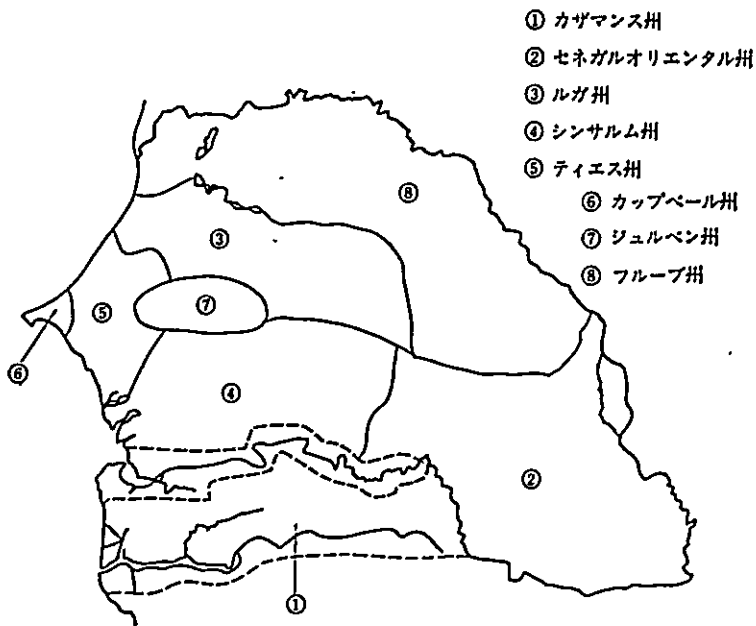 ① カザマンス州
② セネガルオリエンタル州
③ ルガ州
④ シンサルム州
⑤ ティエス州
⑥ カップベール州
⑦ ジュルベン州
⑧ フルーブ州
⑧
③
⑦
⑤
⑥
④
②
①